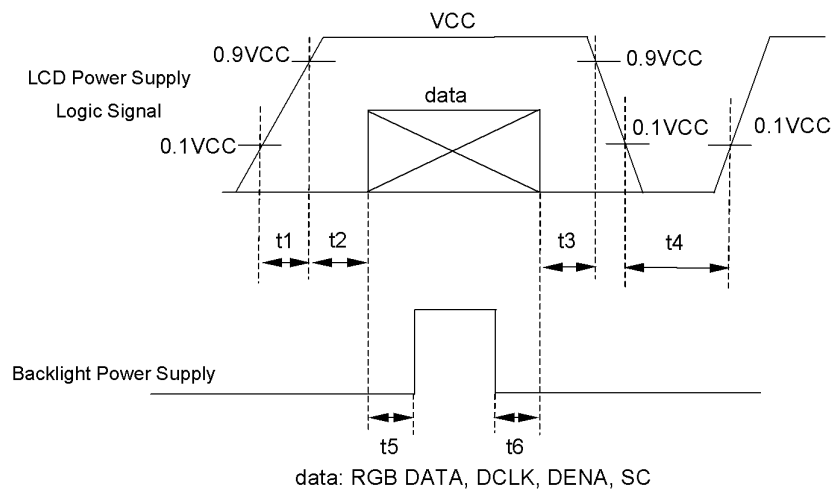 VCC
0.9VCC
0.9VCC
LCD Power Supply
Logic Signal
data
0.1VCC
0.1VCC
0.1VCC
t1
t2
t3
t4
Backlight Power Supply
t5
t6
data: RGB DATA, DCLK, DENA, SC